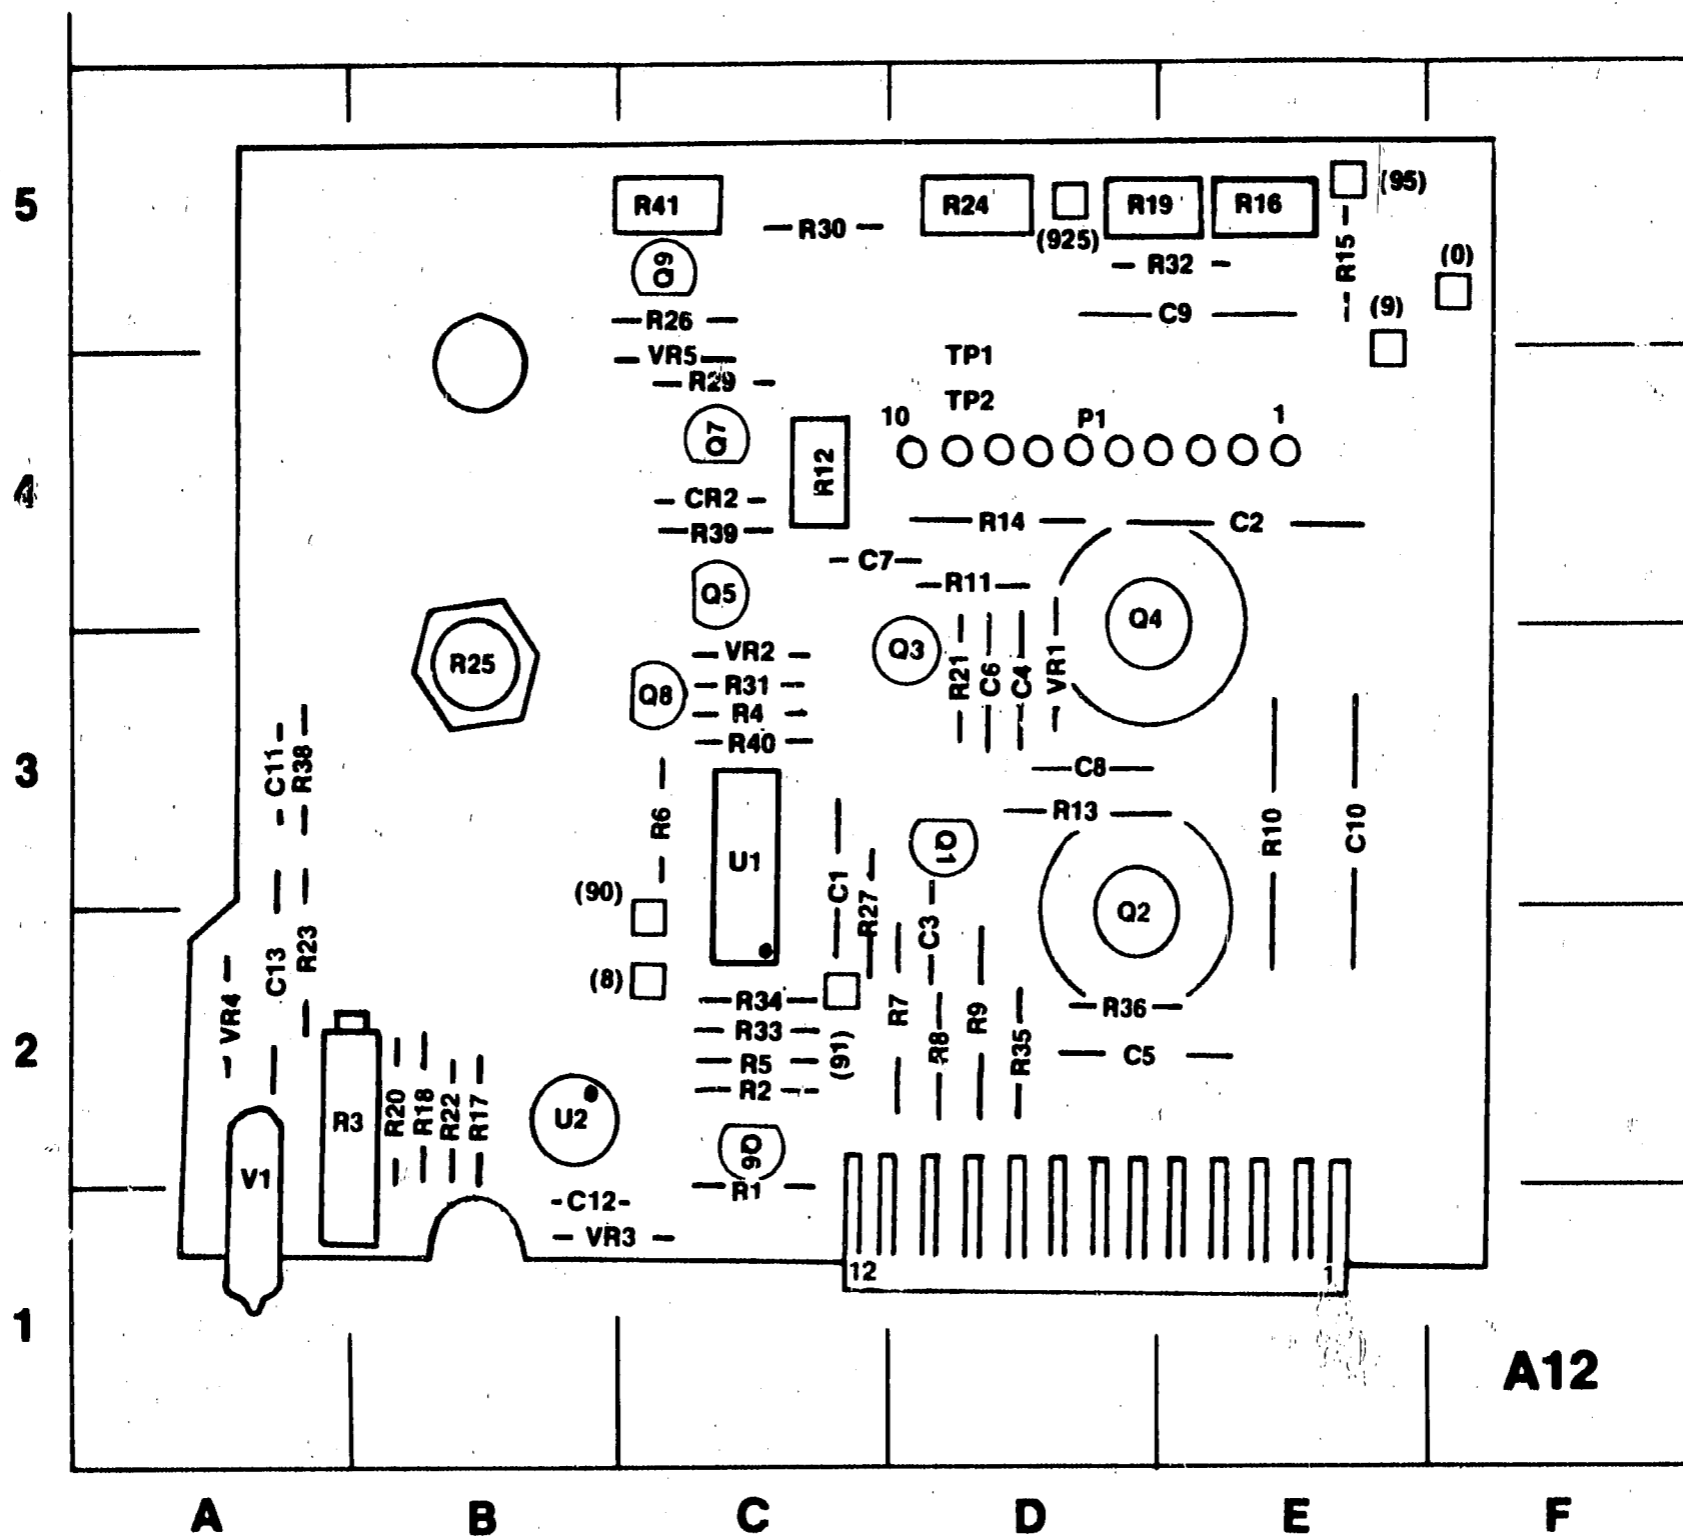 5
R41
R24
R19
R16
(95)
R30
(925)
R15
(0)
Q9
R32
R26
C9
(9)
VR5
TP1
R29
TP2
10
P1
1
Q7
R12
4
CR2
R14
C2
R39
C7
R11
Q5
Q4
Q3
VR2
R25
Q8
R31
R21
C6
C4
VR1
R4
R40
C11
R38
3
C8
R6
R13
R10
C10
U1
Q1
(90)
C1
R27
Q2
C3
R23
C13
(8)
R34
R7
R9
R36
VR4
R33
(91)
R8
R35
2
R5
C5
R2
R3
R20
R18
R22
R17
U2
Q6
V1
R1
C12
VR3
12
1
1
A12
A
B
C
D
E
F